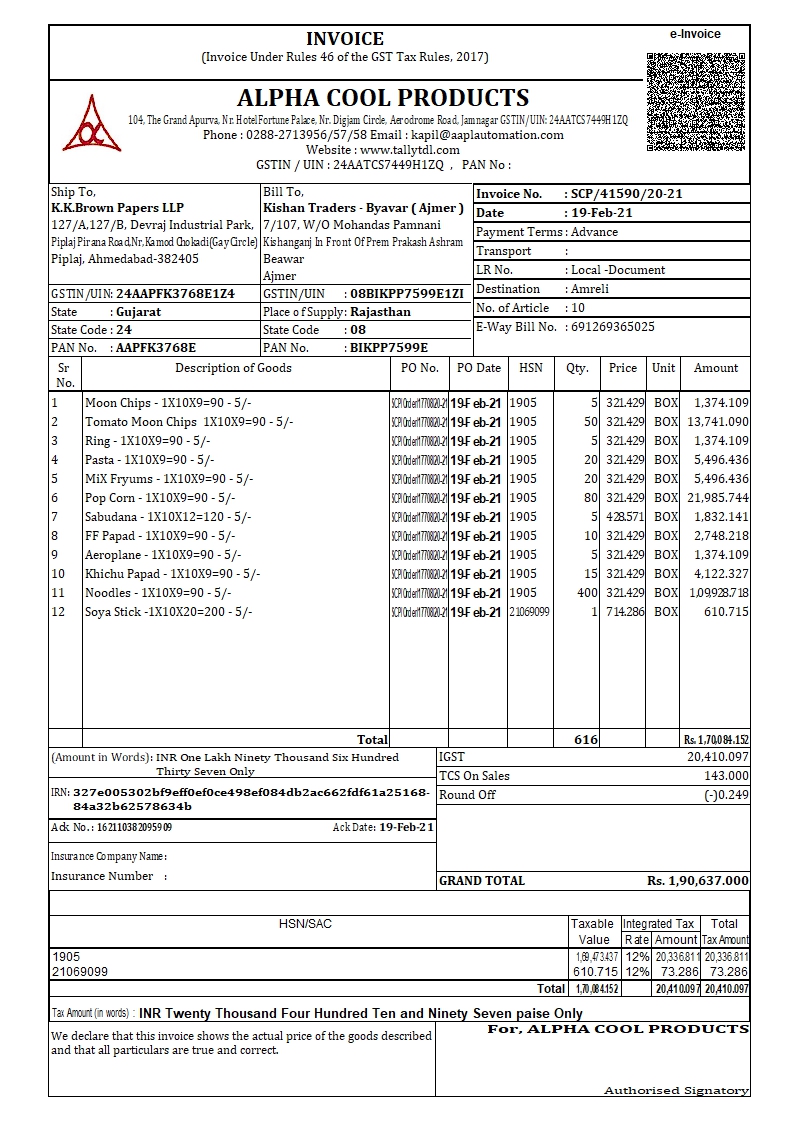 e-Invoice
INVOICE
(Invoice Under Rules 46 of the GST Tax Rules, 2017)
ALPHA COOL PRODUCTS
104, The Grand Apurva, Nr. Hotel Fortune Palace, Nr. Digjam Circle, Aerodrome Road, Jamnagar GSTIN/UIN: 24AATCS7449H1ZQ
Phone : 0288-2713956/57/58 Email : kapil@aaplautomation.com
Website : www.tallytdl.com
GSTIN / UIN : 24AATCS7449H1ZQ , PAN No :
Ship To,
K.K.Brown Papers LLP
127/A,127/B, Devraj Industrial Park,
Piplaj Pirana Road,Nr,Kamod Chokadi(Gay Circle)
Piplaj, Ahmedabad-382405
GSTIN/UIN: 24AAPFK3768E1Z4
State : Gujarat
State Code : 24
PAN No. : AAPFK3768E
Bill To,
Kishan Traders - Byavar ( Ajmer )
7/107, W/O Mohandas Pamnani
Kishanganj In Front Of Prem Prakash Ashram
Beawar
Ajmer
GSTIN/UIN : 08BIKPP7599E1ZI
Place of Supply: Rajasthan
State Code : 08
PAN No. : BIKPP7599E
Invoice No. : SCP/41590/20-21
Date : 19-Feb-21
Payment Terms : Advance
Transport :
LR No. : Local -Document
Destination : Amreli
No. of Article : 10
E-Way Bill No. : 691269365025
Sr No. Description of Goods PO No. PO Date HSN Qty. Price Unit Amount
1 Moon Chips - 1X10X9=90 - 5/- SCP/Order/17708/20-21 19-Feb-21 1905 5 321.429 BOX 1,374.109
2 Tomato Moon Chips 1X10X9=90 - 5/- SCP/Order/17708/20-21 19-Feb-21 1905 50 321.429 BOX 13,741.090
3 Ring - 1X10X9=90 - 5/- SCP/Order/17708/20-21 19-Feb-21 1905 5 321.429 BOX 1,374.109
4 Pasta - 1X10X9=90 - 5/- SCP/Order/17708/20-21 19-Feb-21 1905 20 321.429 BOX 5,496.436
5 MiX Fryums - 1X10X9=90 - 5/- SCP/Order/17708/20-21 19-Feb-21 1905 20 321.429 BOX 5,496.436
6 Pop Corn - 1X10X9=90 - 5/- SCP/Order/17708/20-21 19-Feb-21 1905 80 321.429 BOX 21,985.744
7 Sabudana - 1X10X12=120 - 5/- SCP/Order/17708/20-21 19-Feb-21 1905 5 428.571 BOX 1,832.141
8 FF Papad - 1X10X9=90 - 5/- SCP/Order/17708/20-21 19-Feb-21 1905 10 321.429 BOX 2,748.218
9 Aeroplane - 1X10X9=90 - 5/- SCP/Order/17708/20-21 19-Feb-21 1905 5 321.429 BOX 1,374.109
10 Khichu Papad - 1X10X9=90 - 5/- SCP/Order/17708/20-21 19-Feb-21 1905 15 321.429 BOX 4,122.327
11 Noodles - 1X10X9=90 - 5/- SCP/Order/17708/20-21 19-Feb-21 1905 400 321.429 BOX 1,09,928.718
12 Soya Stick -1X10X20=200 - 5/- SCP/Order/17708/20-21 19-Feb-21 21069099 1 714.286 BOX 610.715
Total 616 Rs. 1,70,084.152
(Amount in Words) : INR One Lakh Ninety Thousand Six Hundred
Thirty Seven Only
IRN: 327e005302bf9eff0ef0ce498ef084db2ac662fdf61a25168-
84a32b62578634b
Ack No. : 162110382095909 Ack Date: 19-Feb-21
Insurance Company Name :
Insurance Number :
IGST 20,410.097
TCS On Sales 143.000
Round Off (-)0.249
GRAND TOTAL Rs. 1,90,637.000
HSN/SAC Taxable Value Integrated Tax Rate Amount Total Tax Amount
1905 1,69,473.437 12% 20,336.811 20,336.811
21069099 610.715 12% 73.286 73.286
Total 1,70,084.152 20,410.097 20,410.097
Tax Amount (in words) : INR Twenty Thousand Four Hundred Ten and Ninety Seven paise Only
We declare that this invoice shows the actual price of the goods described
and that all particulars are true and correct.
For, ALPHA COOL PRODUCTS
Authorised Signatory